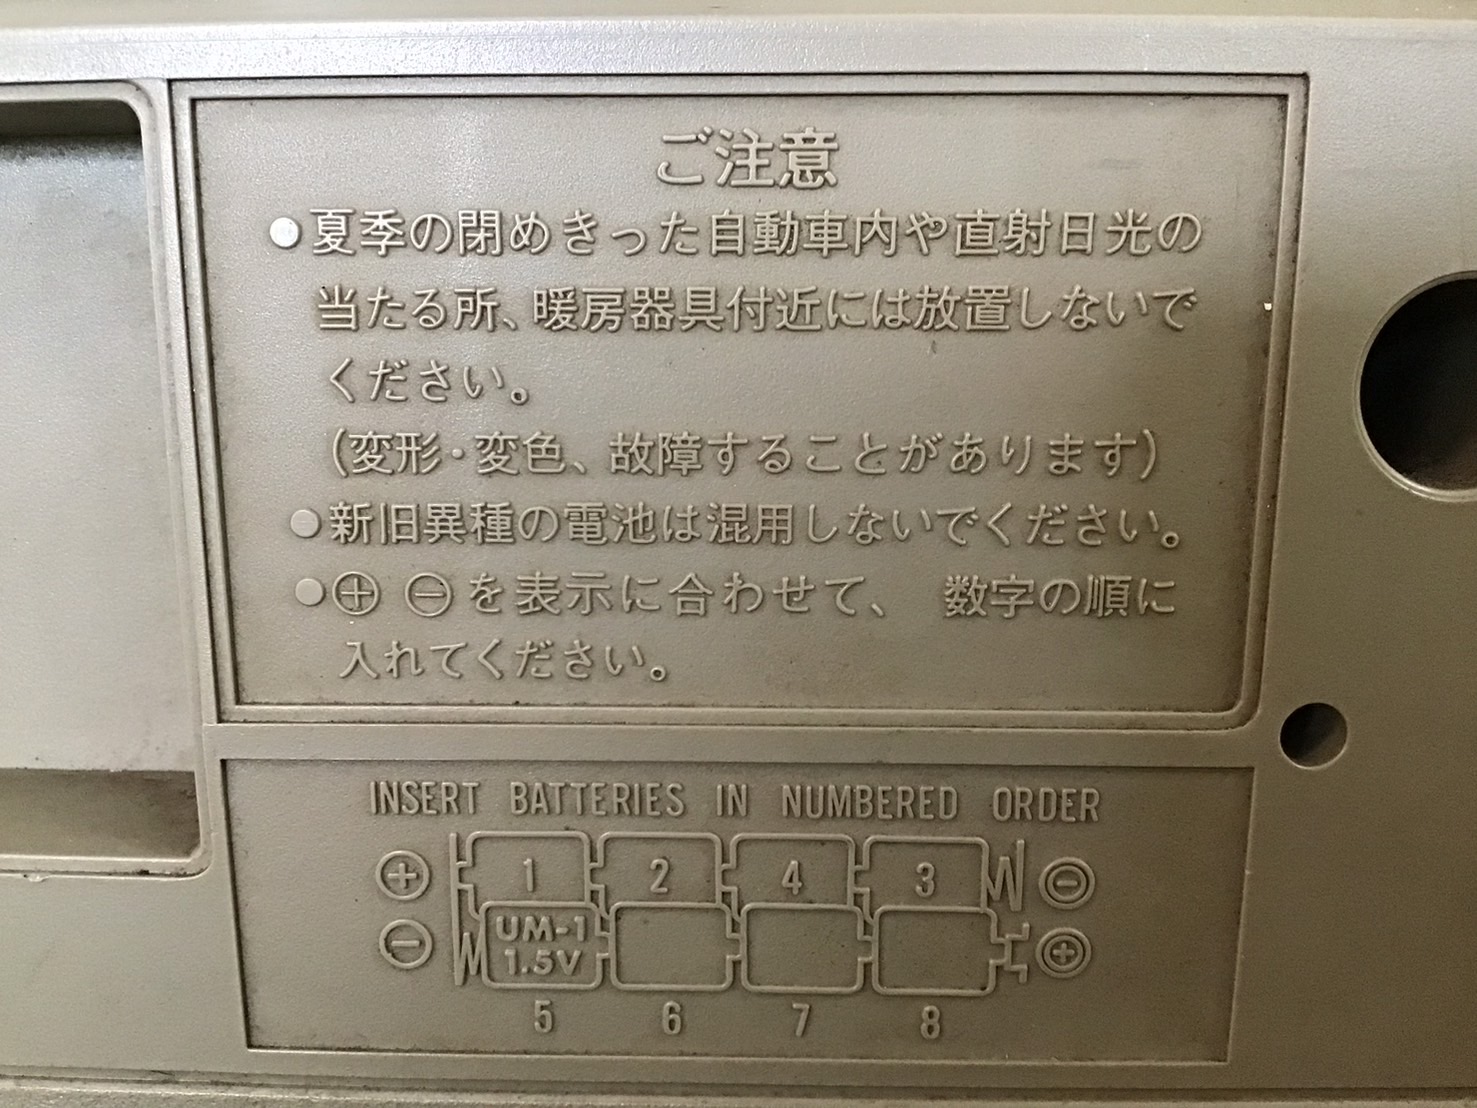 ご注意
●夏季の閉めきった自動車内や直射日光の
当たる所、暖房器具付近には放置しないで
ください。
(変形・変色、故障することがあります)
●新旧異種の電池は混用しないでください。
●⊕ ⊖を表示に合わせて、 数字の順に
入れてください。
INSERT BATTERIES IN NUMBERED ORDER
⊕ 1 2 4 3 ⊖
⊖ UM-1 ⊕
1.5V
5 6 7 8